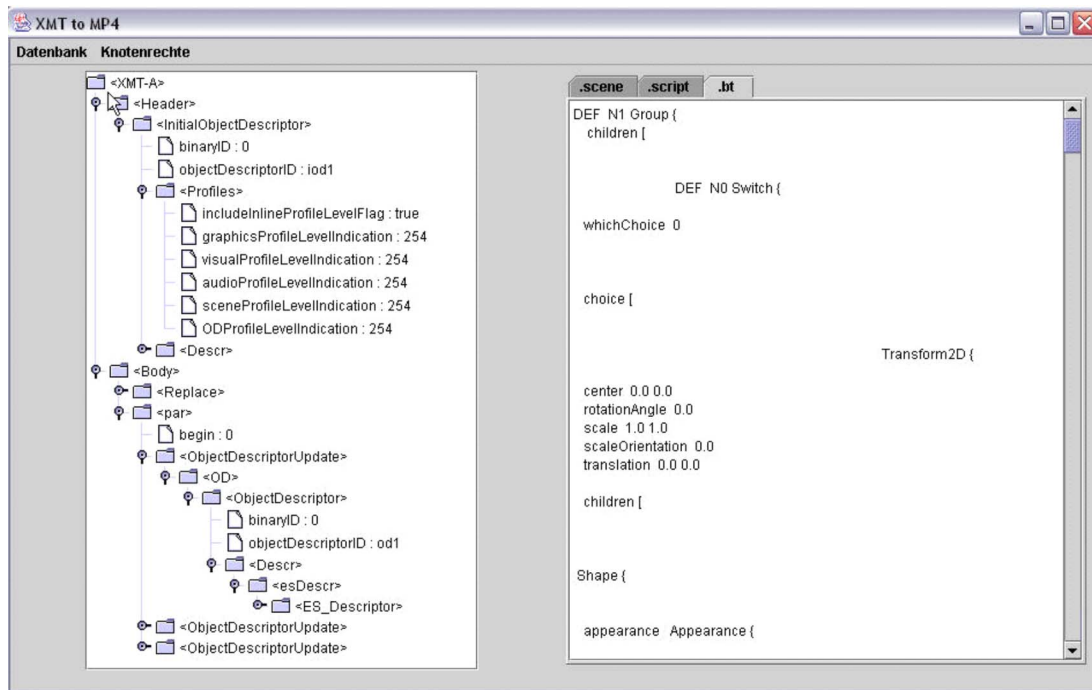 XMT to MP4
Datenbank Knotenrechte
<XMT-A>
<Header>
<InitialObjectDescriptor>
binaryID : 0
objectDescriptorID : iod1
<Profiles>
includeInlineProfileLevelFlag : true
graphicsProfileLevelIndication : 254
visualProfileLevelIndication : 254
audioProfileLevelIndication : 254
sceneProfileLevelIndication : 254
ODProfileLevelIndication : 254
<Descr>
<Body>
<Replace>
<par>
begin : 0
<ObjectDescriptorUpdate>
<OD>
<ObjectDescriptor>
binaryID : 0
objectDescriptorID : od1
<Descr>
<esDescr>
<ES_Descriptor>
<ObjectDescriptorUpdate>
<ObjectDescriptorUpdate>
.scene .script .bt
DEF N1 Group {
children [
DEF N0 Switch {
whichChoice 0
choice [
Transform2D {
center 0.0 0.0
rotationAngle 0.0
scale 1.0 1.0
scaleOrientation 0.0
translation 0.0 0.0
children [
Shape {
appearance Appearance {